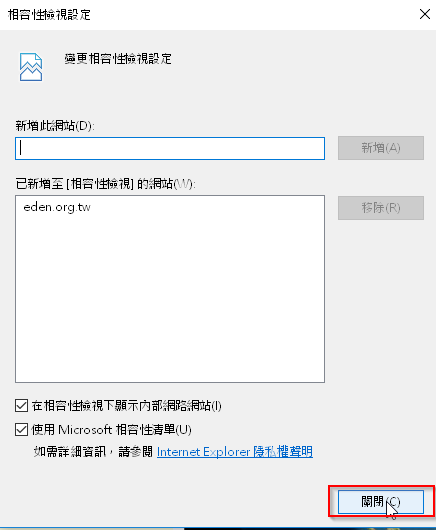 相容性檢視設定
變更相容性檢視設定
新增此網站(D):
新增(A)
已新增至 [相容性檢視] 的網站(W):
eden.org.tw
移除(R)
在相容性檢視下顯示內部網路網站(I)
使用 Microsoft 相容性清單(U)
如需詳細資訊，請參閱 Internet Explorer 隱私權聲明
關閉(C)